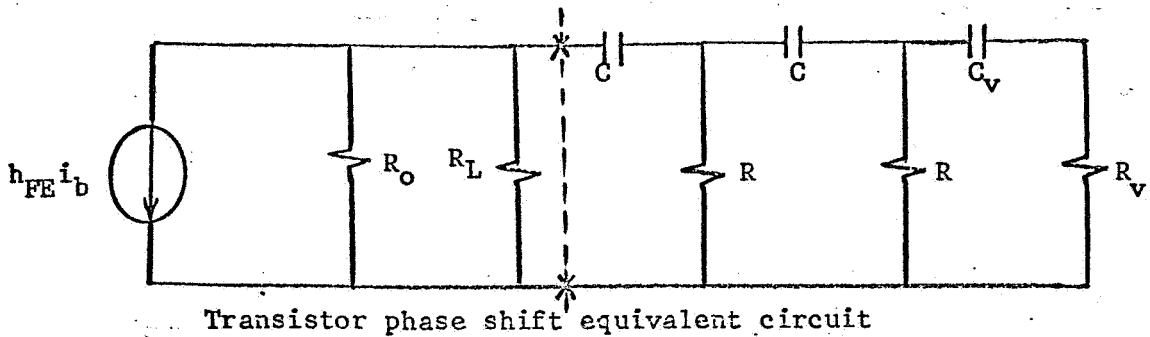 C
C
C_v
h_FE i_b
R_o
R_L
R
R
R_v
Transistor phase shift equivalent circuit